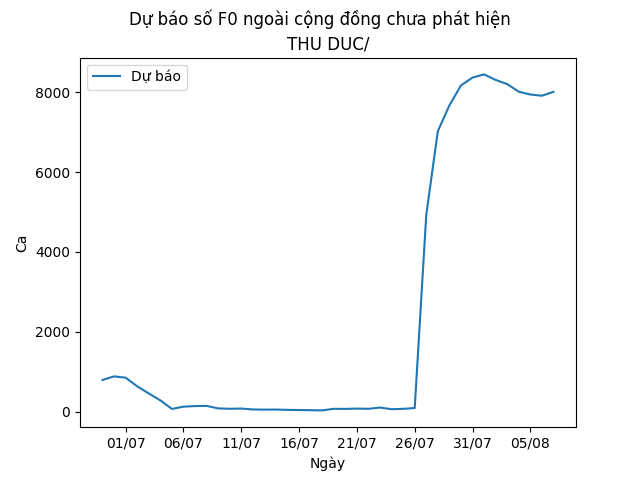 Dự báo số F0 ngoài cộng đồng chưa phát hiện
THU DUC/
Dự báo
8000
6000
4000
2000
0
Ca
01/07 06/07 11/07 16/07 21/07 26/07 31/07 05/08
Ngày